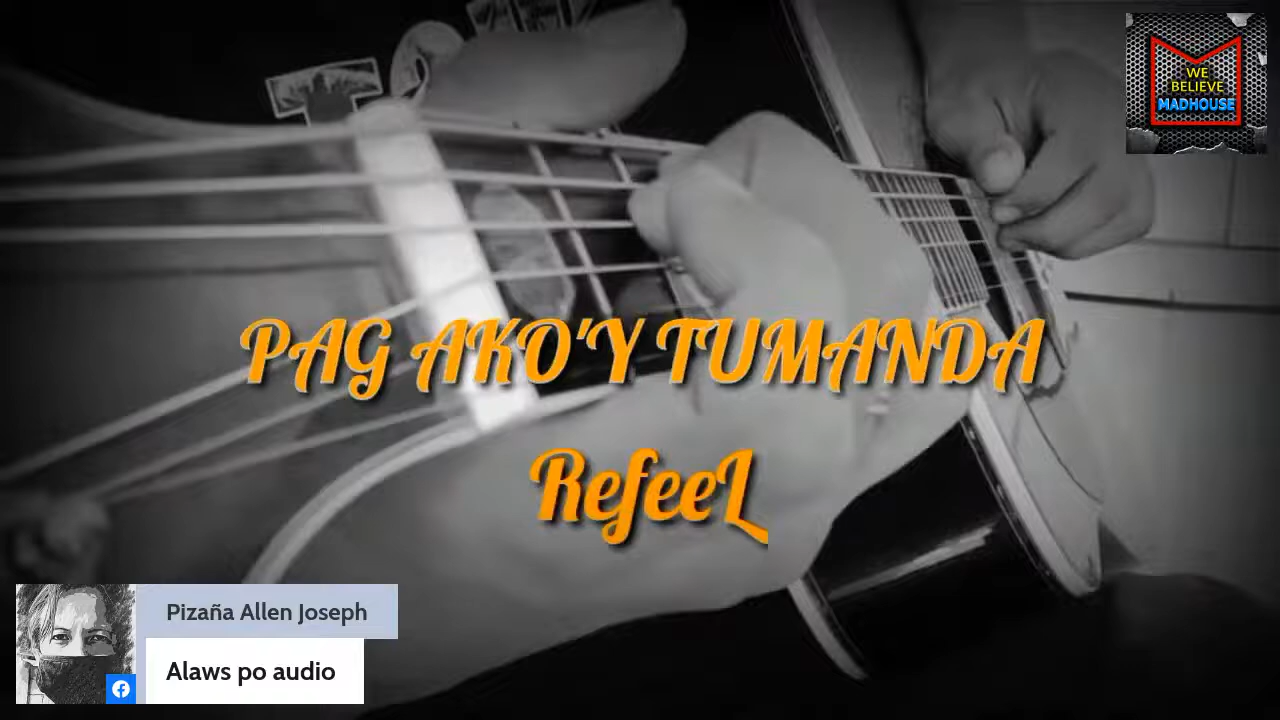 WE
BELIEVE
MADHOUSE
PAG AKO'Y TUMANDA
RefeeL
Pizaña Allen Joseph
Alaws po audio